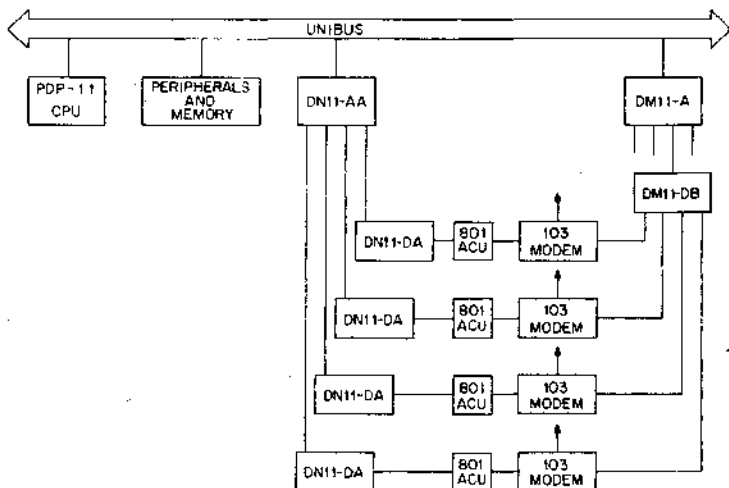 UNIBUS
PDP-11
CPU
PERIPHERALS
AND
MEMORY
DN11-AA
DM11-A
DM11-DB
DN11-DA
801
ACU
103
MODEM
DN11-DA
801
ACU
103
MODEM
DN11-DA
801
ACU
103
MODEM
DN11-DA
801
ACU
103
MODEM